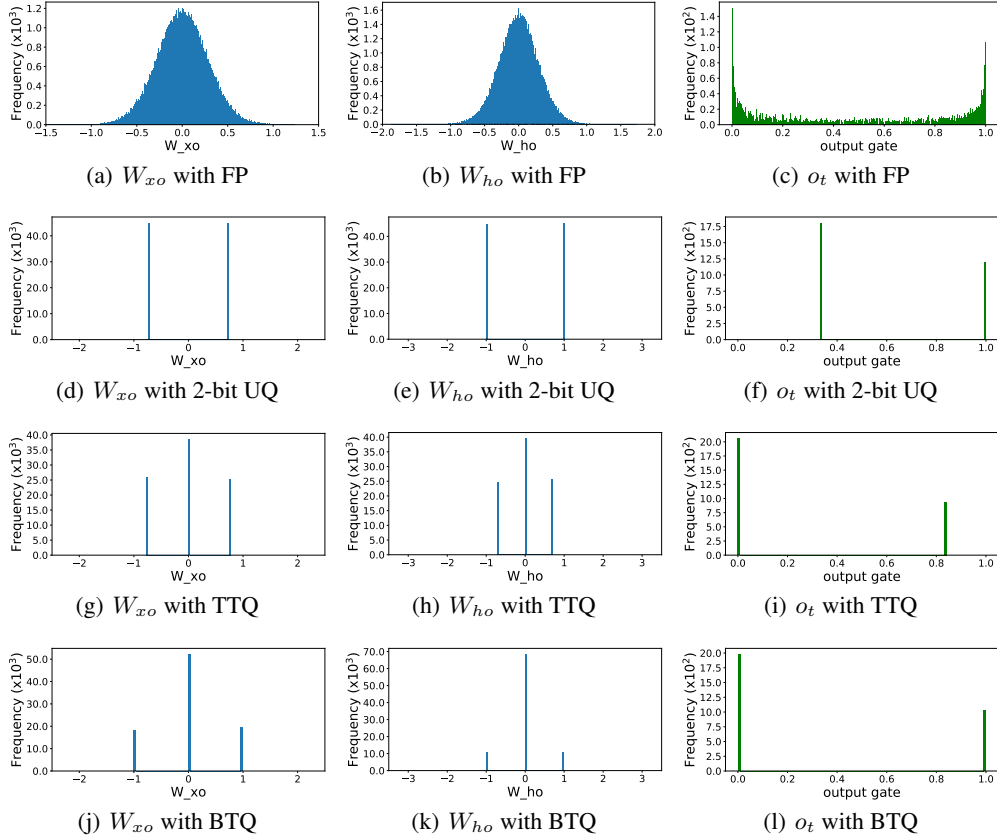 Frequency (x10³)
1.2
1.0
0.8
0.6
0.4
0.2
0.0
−1.5 −1.0 −0.5 0.0 0.5 1.0 1.5
W_xo
(a) W_xo with FP
Frequency (x10³)
1.6
1.4
1.2
1.0
0.8
0.6
0.4
0.2
0.0
−2.0 −1.5 −1.0 −0.5 0.0 0.5 1.0 1.5 2.0
W_ho
(b) W_ho with FP
Frequency (x10²)
1.4
1.2
1.0
0.8
0.6
0.4
0.2
0.0
0.0 0.2 0.4 0.6 0.8 1.0
output gate
(c) o_t with FP
Frequency (x10³)
40.0
30.0
20.0
10.0
0.0
−2 −1 0 1 2
W_xo
(d) W_xo with 2-bit UQ
Frequency (x10³)
40.0
30.0
20.0
10.0
0.0
−3 −2 −1 0 1 2 3
W_ho
(e) W_ho with 2-bit UQ
Frequency (x10²)
17.5
15.0
12.5
10.0
7.5
5.0
2.5
0.0
0.0 0.2 0.4 0.6 0.8 1.0
output gate
(f) o_t with 2-bit UQ
Frequency (x10³)
40.0
35.0
30.0
25.0
20.0
15.0
10.0
5.0
0.0
−2 −1 0 1 2
W_xo
(g) W_xo with TTQ
Frequency (x10³)
40.0
35.0
30.0
25.0
20.0
15.0
10.0
5.0
0.0
−3 −2 −1 0 1 2 3
W_ho
(h) W_ho with TTQ
Frequency (x10²)
20.0
15.0
10.0
5.0
0.0
0.0 0.2 0.4 0.6 0.8 1.0
output gate
(i) o_t with TTQ
Frequency (x10³)
50.0
40.0
30.0
20.0
10.0
0.0
−2 −1 0 1 2
W_xo
(j) W_xo with BTQ
Frequency (x10³)
70.0
60.0
50.0
40.0
30.0
20.0
10.0
0.0
−3 −2 −1 0 1 2 3
W_ho
(k) W_ho with BTQ
Frequency (x10²)
20.0
17.5
15.0
12.5
10.0
7.5
5.0
2.5
0.0
0.0 0.2 0.4 0.6 0.8 1.0
output gate
(l) o_t with BTQ